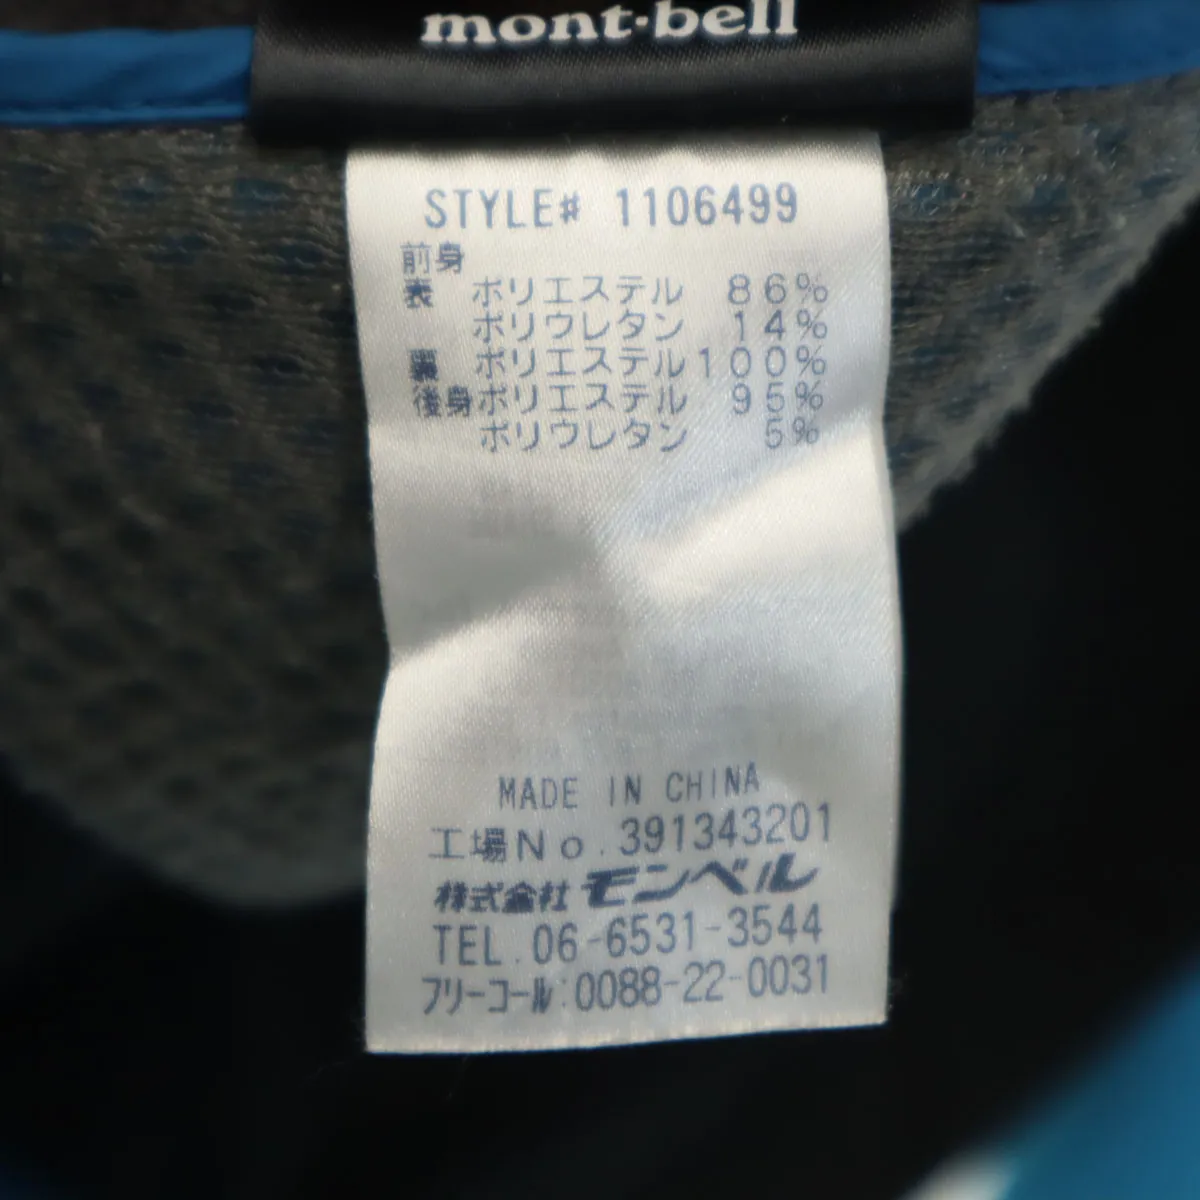 mont-bell
STYLE# 1106499
前身
表 ポリエステル 86%
ポリウレタン 14%
裏 ポリエステル 100%
後身 ポリエステル 95%
ポリウレタン 5%
MADE IN CHINA
工場No.391343201
株式会社 モンベル
TEL.06-6531-3544
フリーコール:0088-22-0031